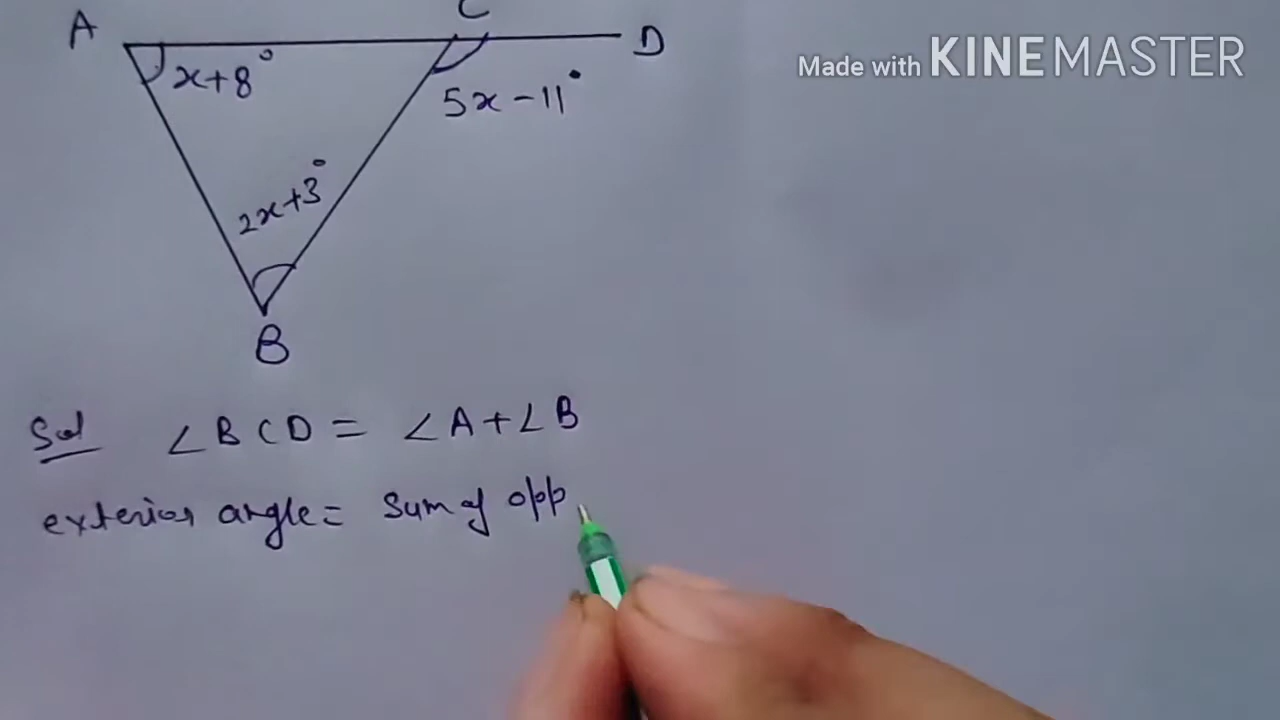 A
C
D
Made with KINEMASTER
x+8°
5x-11°
2x+3°
B
Sol ∠BCD = ∠A+∠B
exterior angle = Sum of opp